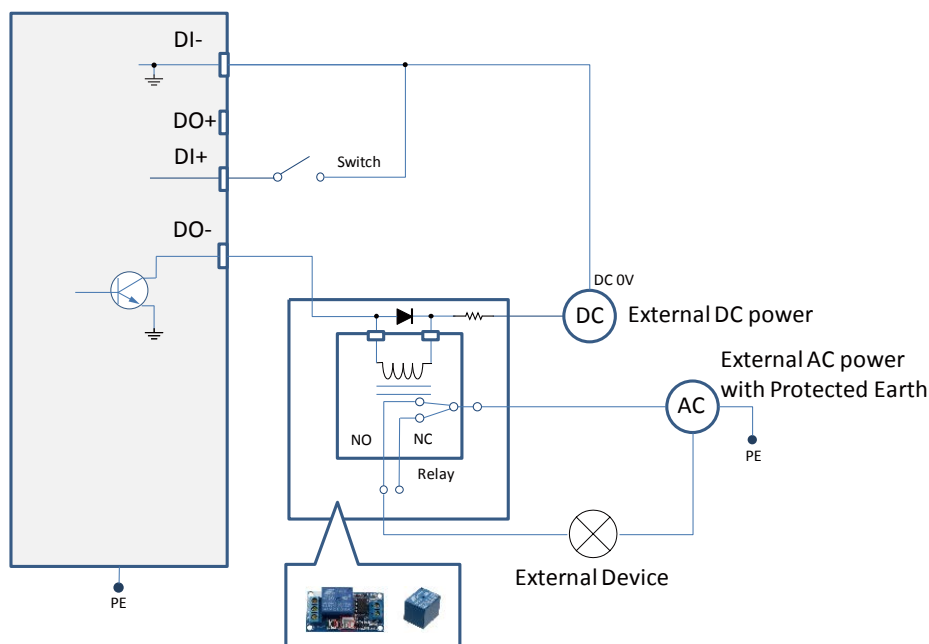 DI-
DO+
DI+
Switch
DO-
DC 0V
DC
External DC power
External AC power
with Protected Earth
AC
PE
NO
NC
Relay
External Device
PE